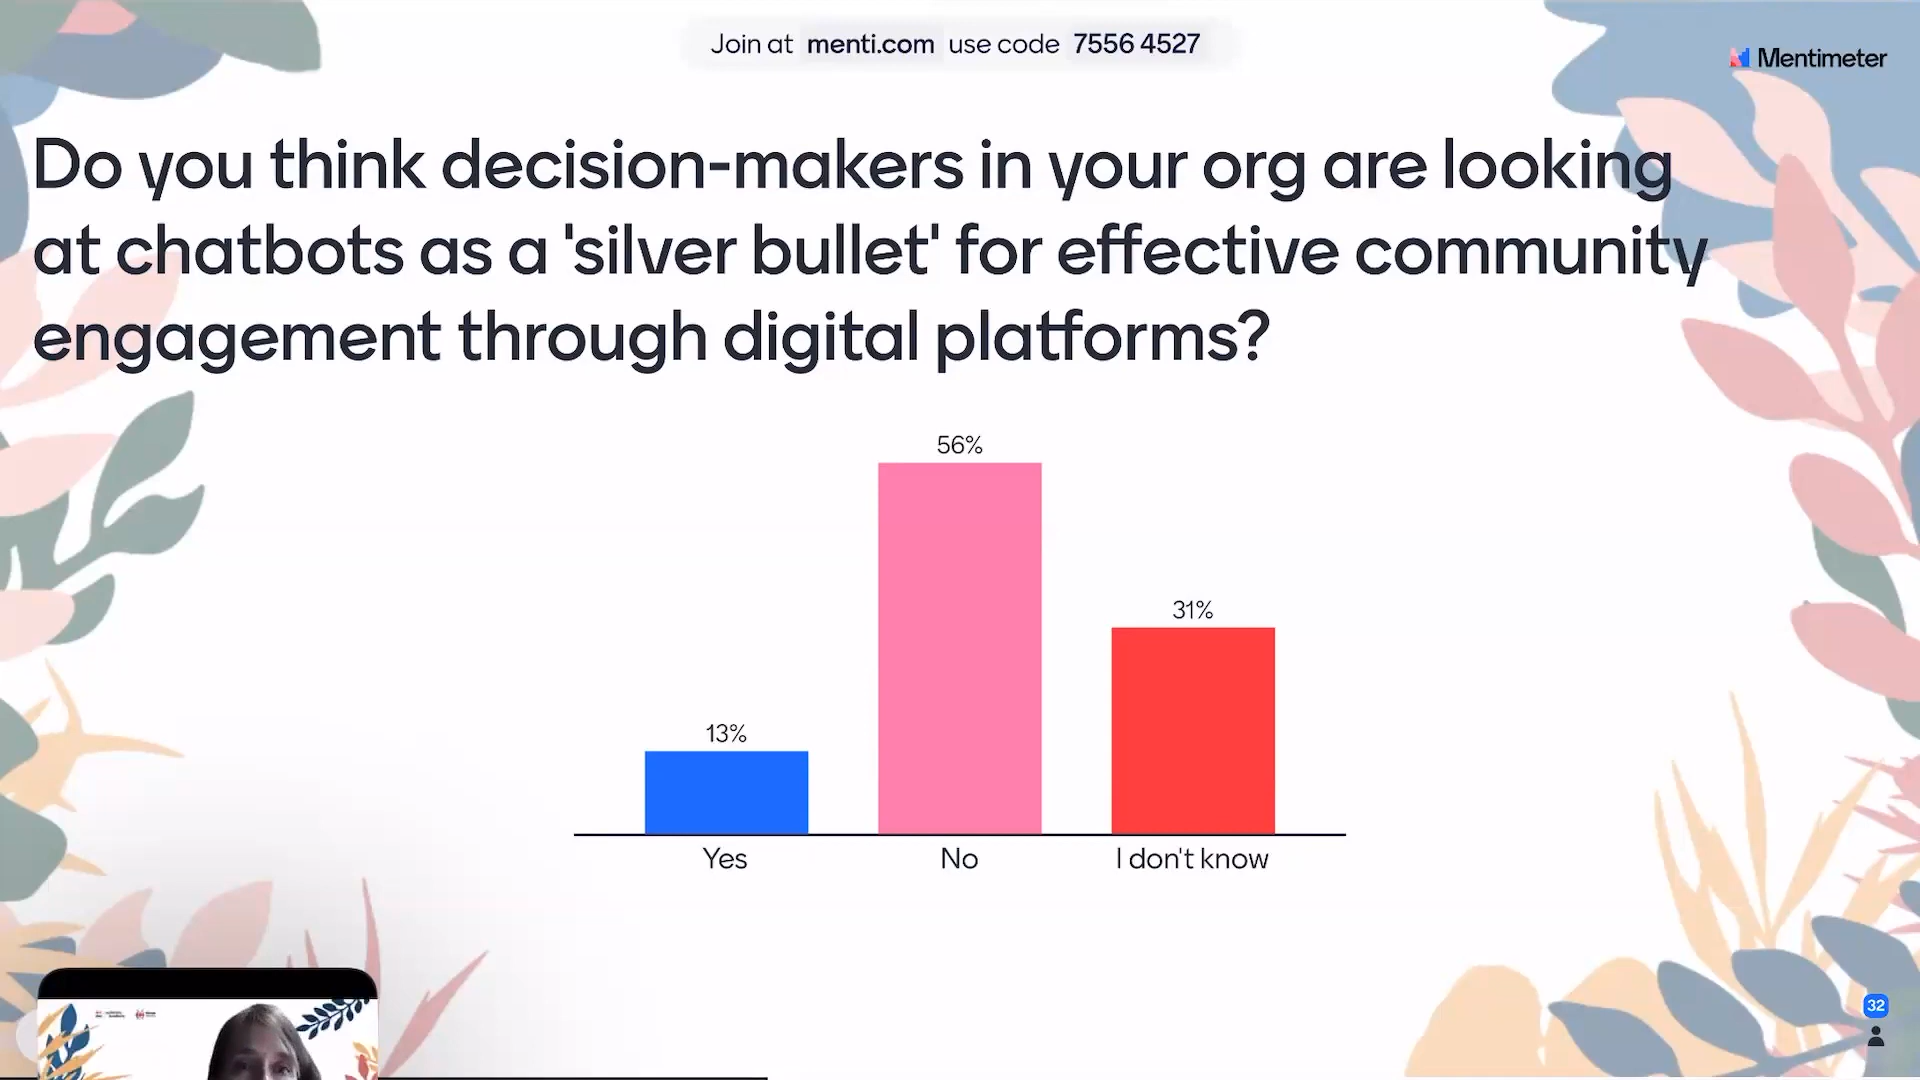 Join at menti.com use code 7556 4527
Mentimeter
Do you think decision-makers in your org are looking
at chatbots as a 'silver bullet' for effective community
engagement through digital platforms?
56%
31%
13%
Yes
No
I don't know
32